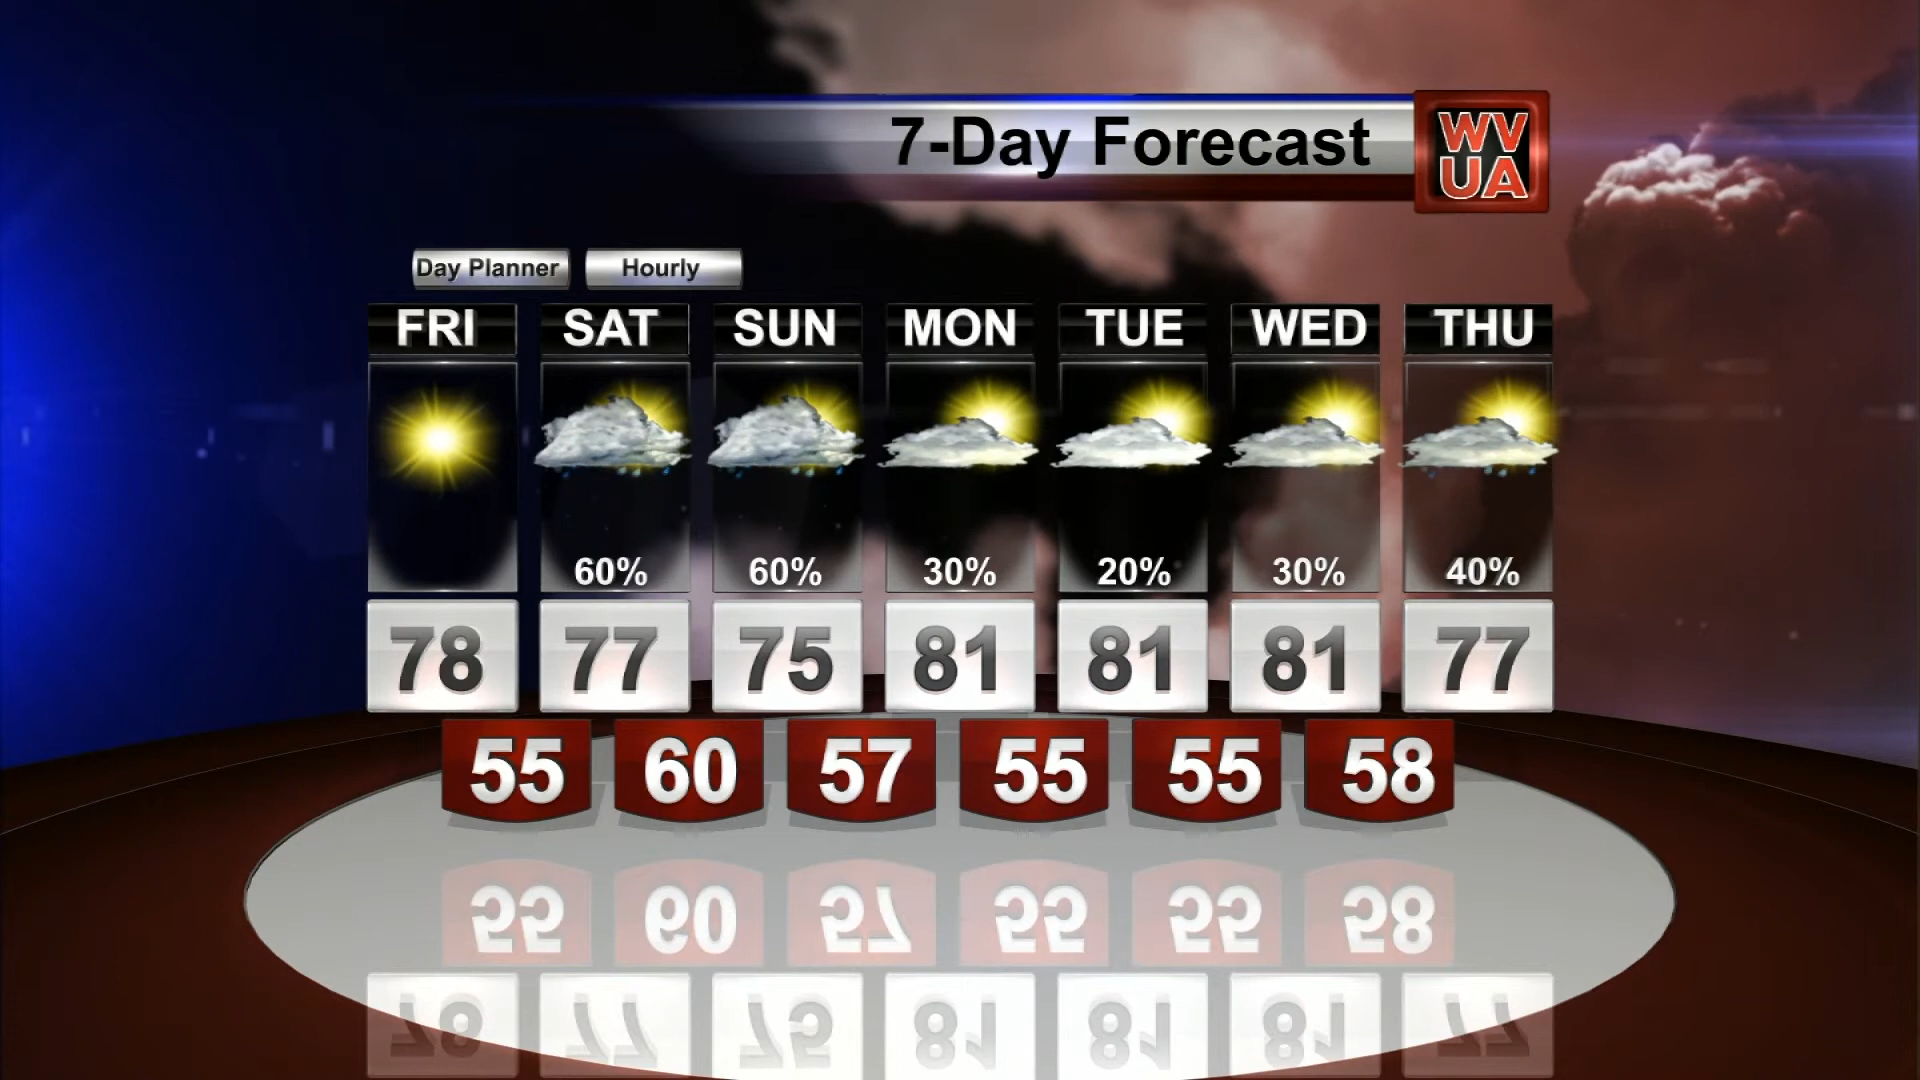 7-Day Forecast
WV
UA
Day Planner Hourly
FRI SAT SUN MON TUE WED THU
60% 60% 30% 20% 30% 40%
78 77 75 81 81 81 77
55 60 57 55 55 58